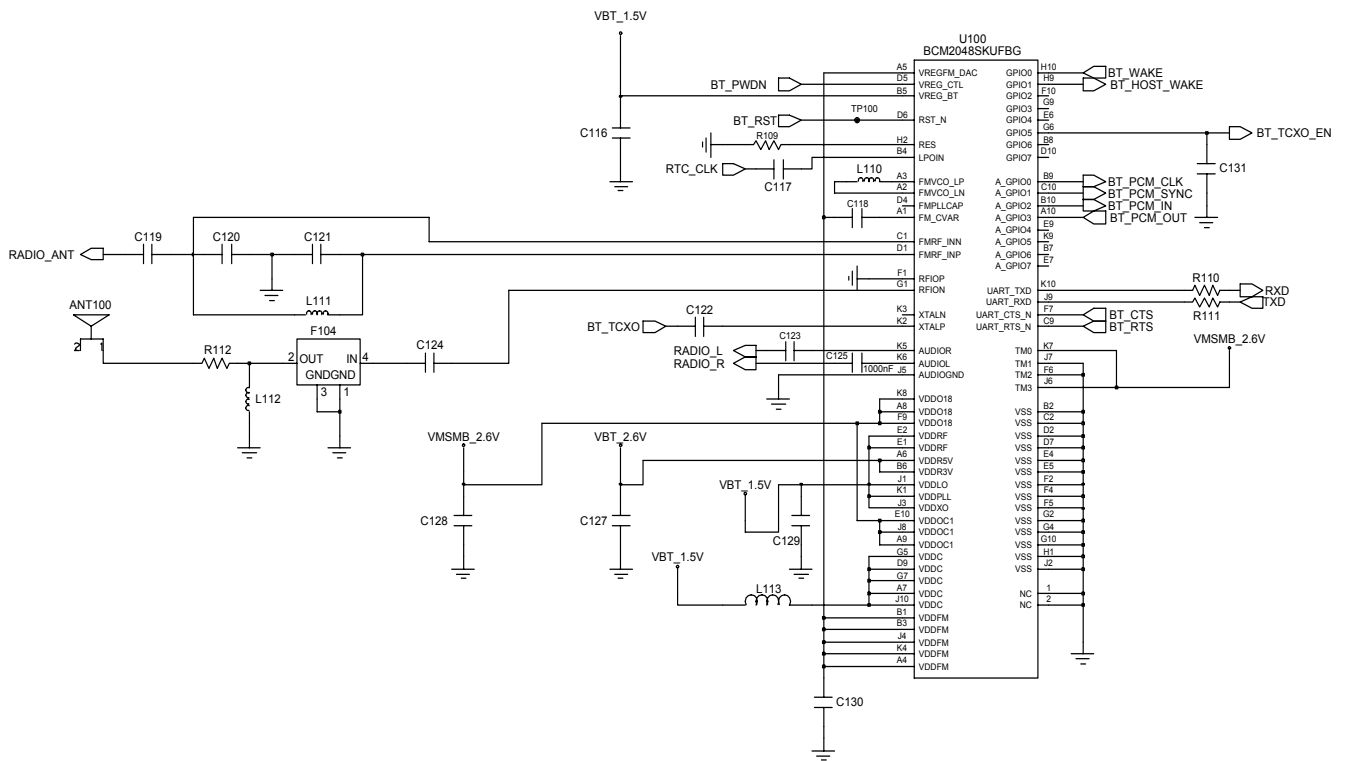 VBT_1.5V
U100
BCM2048SKUFBG
A5 VREGFM_DAC GPIO0 H10 BT_WAKE
BT_PWDN D5 VREG_CTL GPIO1 H9 BT_HOST_WAKE
B5 VREG_BT GPIO2 F10
GPIO3 G9
TP100
BT_RST D6 RST_N GPIO4 E6
GPIO5 G6 BT_TCXO_EN
C116
R109 H2 RES GPIO6 B8
RTC_CLK B4 LPOIN GPIO7 D10
C117
C131
L110 A3 FMVCO_LP A_GPIO0 B9 BT_PCM_CLK
A2 FMVCO_LN A_GPIO1 C10 BT_PCM_SYNC
D4 FMPLLCAP A_GPIO2 B10 BT_PCM_IN
C118 A1 FM_CVAR A_GPIO3 A10 BT_PCM_OUT
A_GPIO4 E9
C119 C120 C121 C1 FMRF_INN A_GPIO5 K9
RADIO_ANT D1 FMRF_INP A_GPIO6 B7
A_GPIO7 E7
F1 RFIOP
G1 RFION UART_TXD K10 R110 RXD
UART_RXD J9 R111 TXD
L111
ANT100
2 1
K3 XTALN UART_CTS_N F7 BT_CTS
BT_TCXO C122 K2 XTALP UART_RTS_N C9 BT_RTS
F104
R112 2 OUT IN 4 C124
GNDGND
3 1
L112
VMSMB_2.6V
RADIO_L C123 K5 AUDIOR TM0 K7
RADIO_R C125 1000nF K6 AUDIOL TM1 J7
J5 AUDIOGND TM2 F6
TM3 J6
K8 VDDO18
A8 VDDO18 VSS B2
F9 VDDO18 VSS C2
VMSMB_2.6V
VBT_2.6V
E2 VDDRF VSS D2
E1 VDDRF VSS D7
A6 VDDR5V VSS E4
B6 VDDR3V VSS E5
VBT_1.5V
J1 VDDLO VSS F2
K1 VDDPLL VSS F4
J3 VDDXO VSS F5
E10 VDDOC1 VSS G2
J8 VDDOC1 VSS G4
A9 VDDOC1 VSS G10
C128
C127
C129
G5 VDDC VSS H1
D9 VDDC VSS J2
VBT_1.5V
G7 VDDC
A7 VDDC NC 1
L113 J10 VDDC NC 2
B1 VDDFM
B3 VDDFM
J4 VDDFM
K4 VDDFM
A4 VDDFM
C130